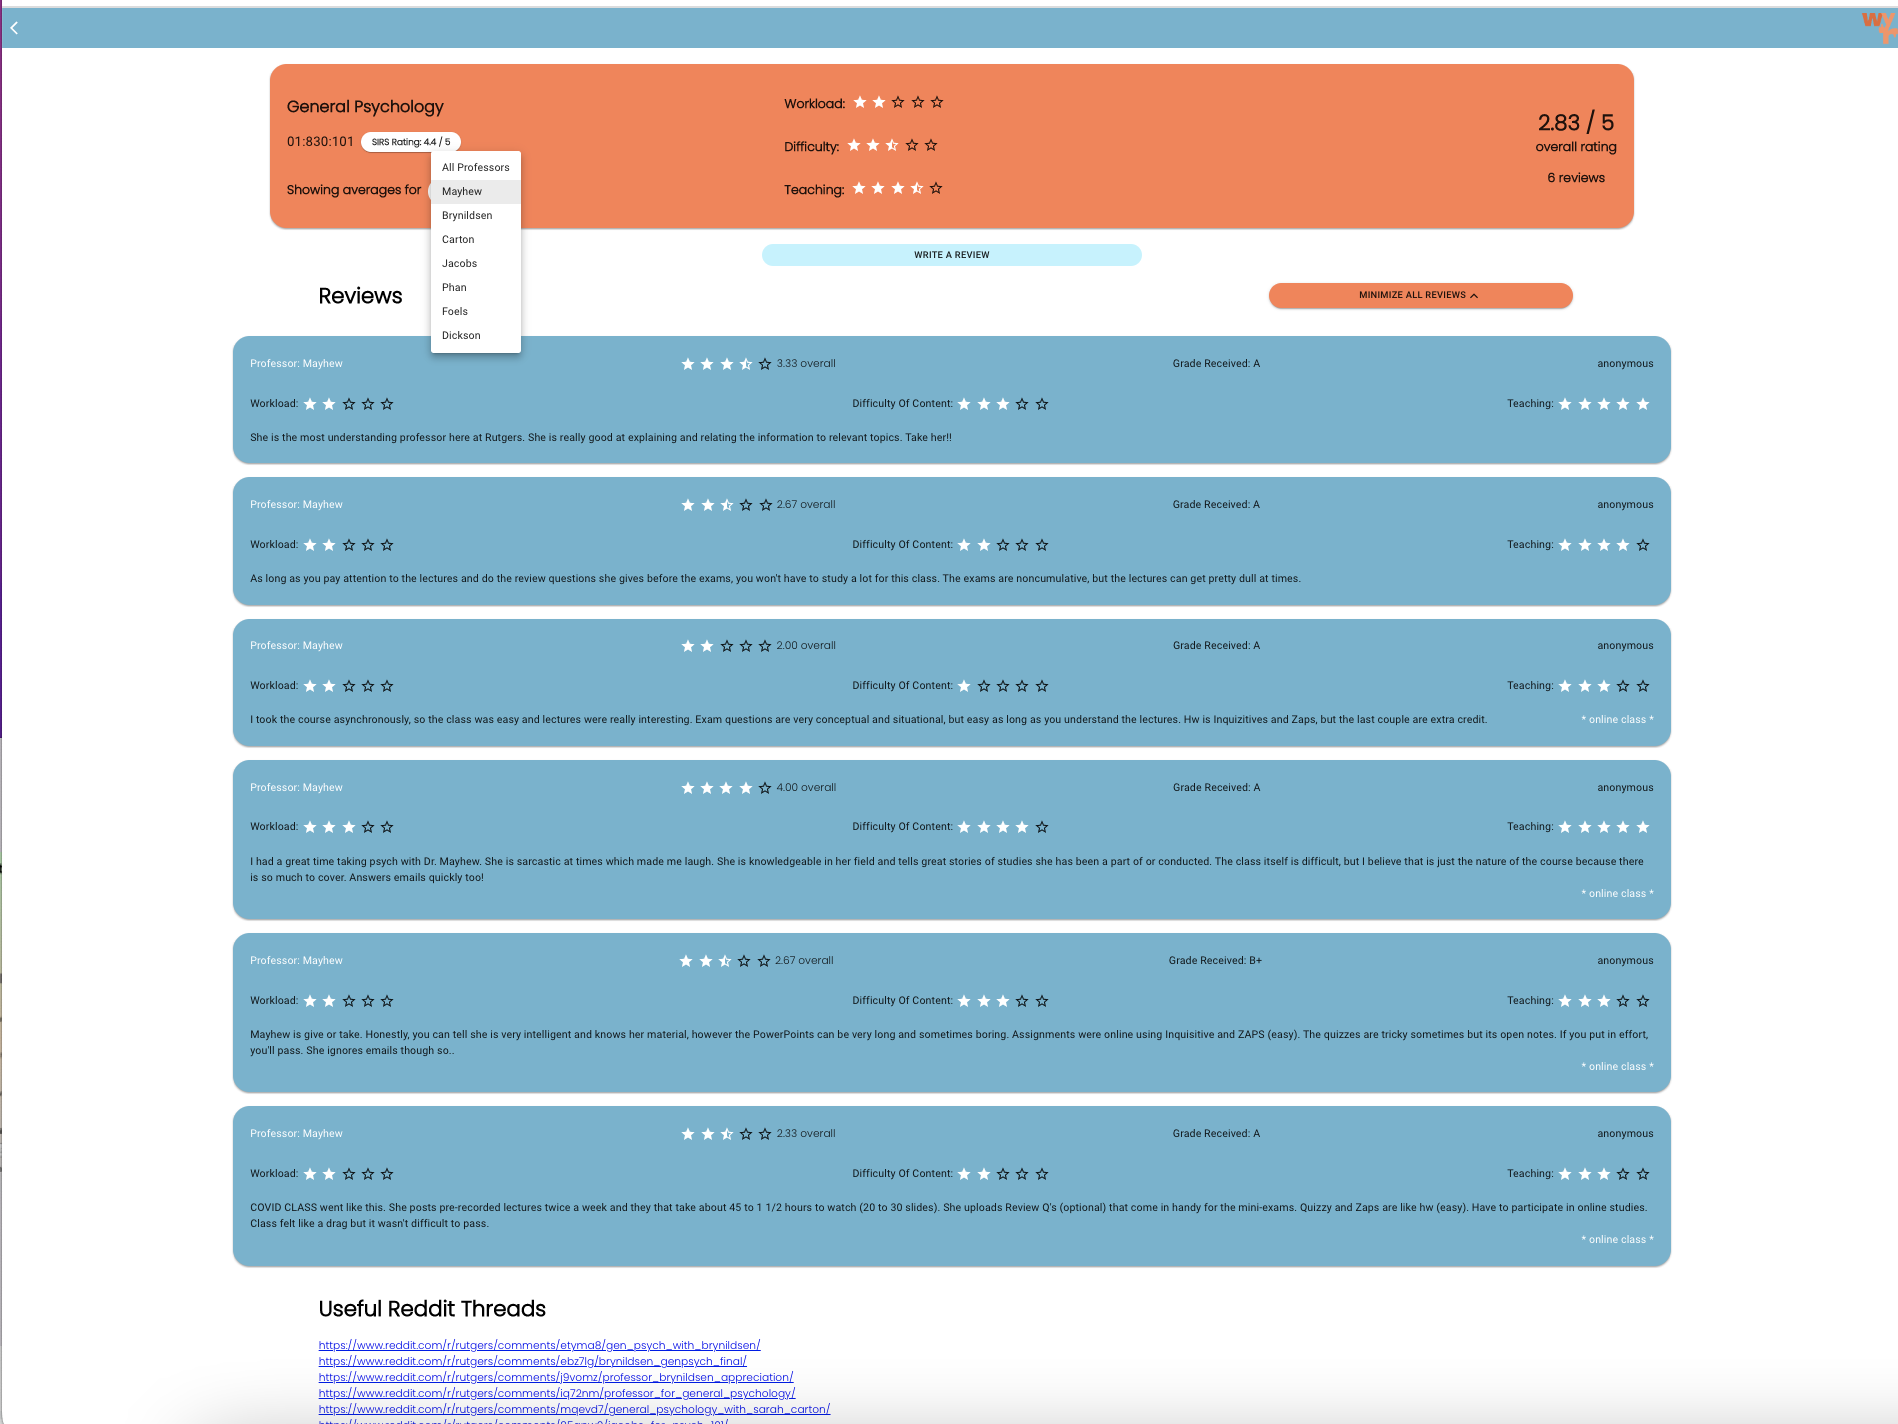 wy
General Psychology
01:830:101 SIRS Rating: 4.4 / 5
Showing averages for
All Professors
Mayhew
Brynildsen
Carton
Jacobs
Phan
Foels
Dickson
Workload:
Difficulty:
Teaching:
2.83 / 5
overall rating
6 reviews
WRITE A REVIEW
Reviews
MINIMIZE ALL REVIEWS
Professor: Mayhew 3.33 overall Grade Received: A anonymous
Workload: Difficulty Of Content: Teaching:
She is the most understanding professor here at Rutgers. She is really good at explaining and relating the information to relevant topics. Take her!!
Professor: Mayhew 2.67 overall Grade Received: A anonymous
Workload: Difficulty Of Content: Teaching:
As long as you pay attention to the lectures and do the review questions she gives before the exams, you won't have to study a lot for this class. The exams are noncumulative, but the lectures can get pretty dull at times.
Professor: Mayhew 2.00 overall Grade Received: A anonymous
Workload: Difficulty Of Content: Teaching:
I took the course asynchronously, so the class was easy and lectures were really interesting. Exam questions are very conceptual and situational, but easy as long as you understand the lectures. Hw is Inquizitives and Zaps, but the last couple are extra credit. * online class *
Professor: Mayhew 4.00 overall Grade Received: A anonymous
Workload: Difficulty Of Content: Teaching:
I had a great time taking psych with Dr. Mayhew. She is sarcastic at times which made me laugh. She is knowledgeable in her field and tells great stories of studies she has been a part of or conducted. The class itself is difficult, but I believe that is just the nature of the course because there
is so much to cover. Answers emails quickly too!
* online class *
Professor: Mayhew 2.67 overall Grade Received: B+ anonymous
Workload: Difficulty Of Content: Teaching:
Mayhew is give or take. Honestly, you can tell she is very intelligent and knows her material, however the PowerPoints can be very long and sometimes boring. Assignments were online using Inquisitive and ZAPS (easy). The quizzes are tricky sometimes but its open notes. If you put in effort,
you'll pass. She ignores emails though so..
* online class *
Professor: Mayhew 2.33 overall Grade Received: A anonymous
Workload: Difficulty Of Content: Teaching:
COVID CLASS went like this. She posts pre-recorded lectures twice a week and they that take about 45 to 1 1/2 hours to watch (20 to 30 slides). She uploads Review Q's (optional) that come in handy for the mini-exams. Quizzy and Zaps are like hw (easy). Have to participate in online studies.
Class felt like a drag but it wasn't difficult to pass.
* online class *
Useful Reddit Threads
https://www.reddit.com/r/rutgers/comments/etyma8/gen_psych_with_brynildsen/
https://www.reddit.com/r/rutgers/comments/ebz7lg/brynildsen_genpsych_final/
https://www.reddit.com/r/rutgers/comments/j9vomz/professor_brynildsen_appreciation/
https://www.reddit.com/r/rutgers/comments/iq72nm/professor_for_general_psychology/
https://www.reddit.com/r/rutgers/comments/mqevd7/general_psychology_with_sarah_carton/